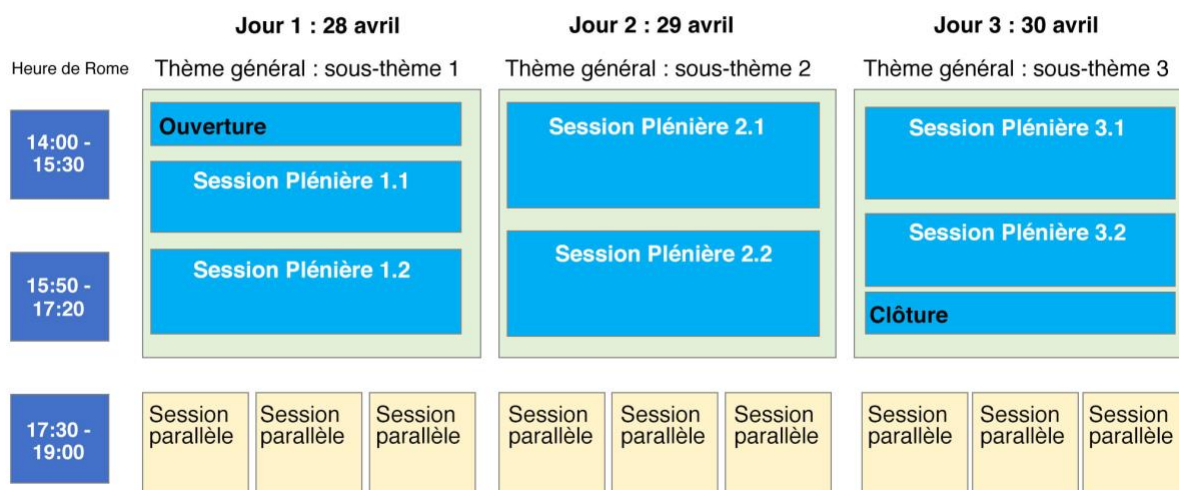 Jour 1 : 28 avril
Jour 2 : 29 avril
Jour 3 : 30 avril
Heure de Rome
Thème général : sous-thème 1
Thème général : sous-thème 2
Thème général : sous-thème 3
14:00 -
15:30
Ouverture
Session Plénière 1.1
Session Plénière 2.1
Session Plénière 3.1
15:50 -
17:20
Session Plénière 1.2
Session Plénière 2.2
Session Plénière 3.2
Clôture
17:30 -
19:00
Session
parallèle
Session
parallèle
Session
parallèle
Session
parallèle
Session
parallèle
Session
parallèle
Session
parallèle
Session
parallèle
Session
parallèle